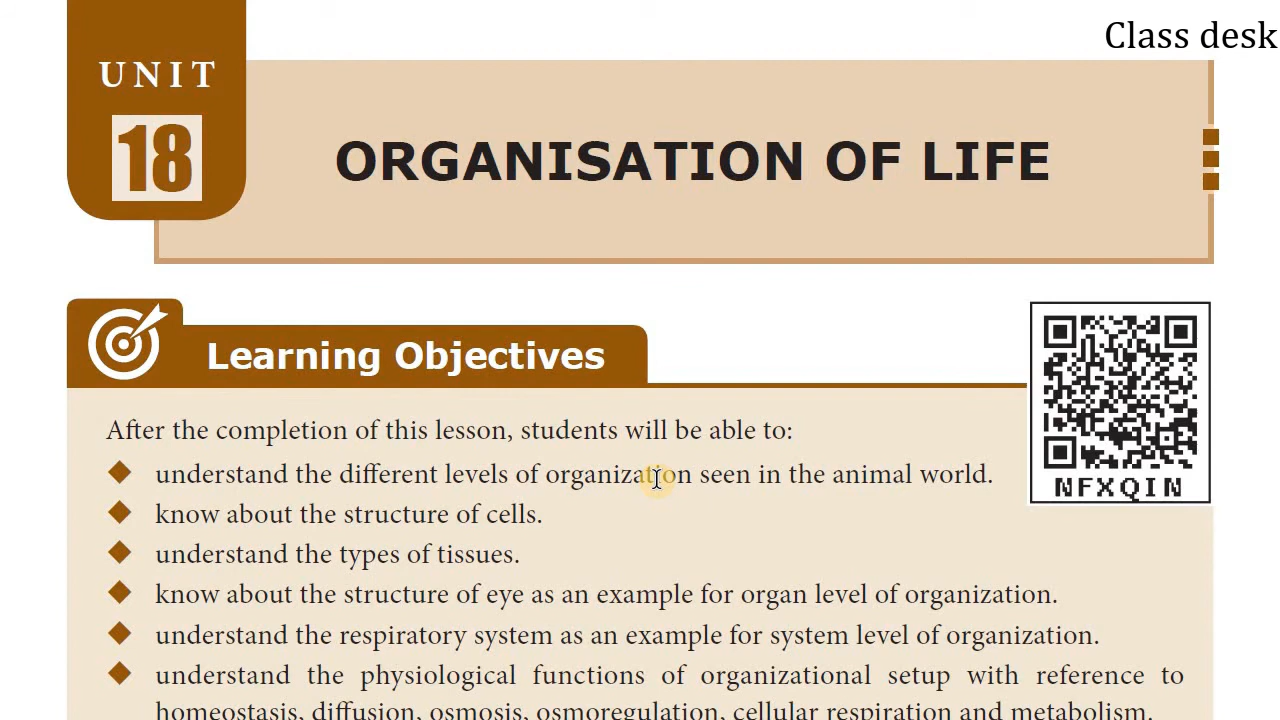 Class desk
UNIT
18
ORGANISATION OF LIFE
Learning Objectives
NFXQIN
After the completion of this lesson, students will be able to:
understand the different levels of organization seen in the animal world.
know about the structure of cells.
understand the types of tissues.
know about the structure of eye as an example for organ level of organization.
understand the respiratory system as an example for system level of organization.
understand the physiological functions of organizational setup with reference to
homeostasis, diffusion, osmosis, osmoregulation, cellular respiration and metabolism.